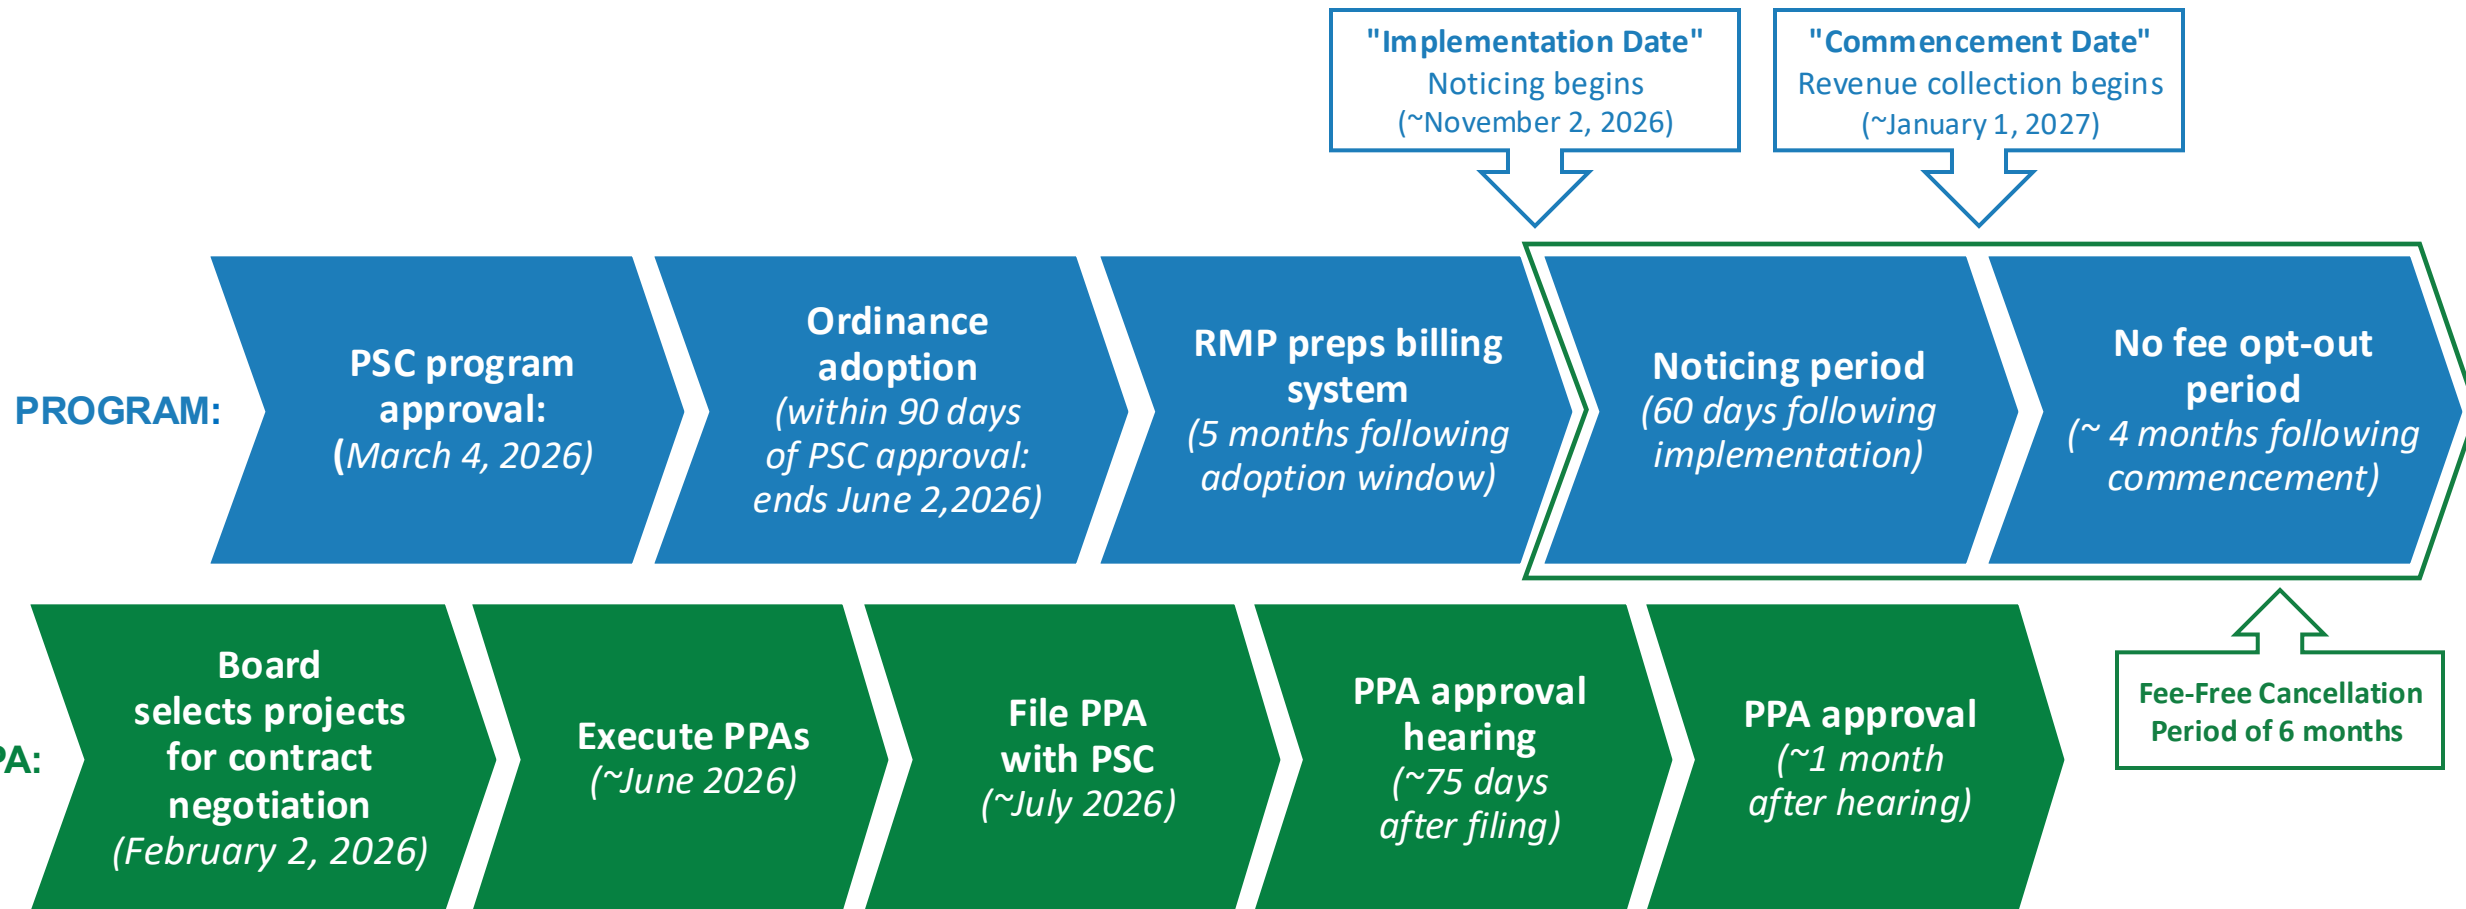 "Implementation Date"
Noticing begins
(~November 2, 2026)
"Commencement Date"
Revenue collection begins
(~January 1, 2027)
PROGRAM:
PSC program
approval:
(March 4, 2026)
Ordinance
adoption
(within 90 days
of PSC approval:
ends June 2,2026)
RMP preps billing
system
(5 months following
adoption window)
Noticing period
(60 days following
implementation)
No fee opt-out
period
(~ 4 months following
commencement)
PA:
Board
selects projects
for contract
negotiation
(February 2, 2026)
Execute PPAs
(~June 2026)
File PPA
with PSC
(~July 2026)
PPA approval
hearing
(~75 days
after filing)
PPA approval
(~1 month
after hearing)
Fee-Free Cancellation
Period of 6 months